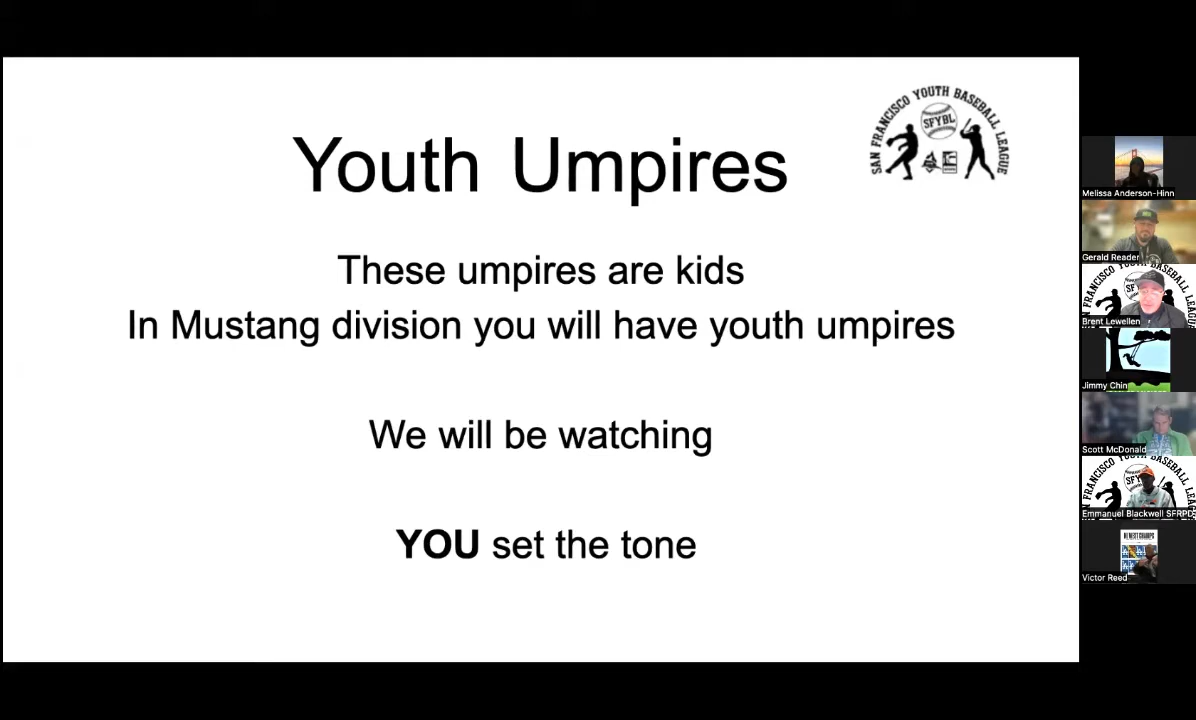 Youth Umpires
SAN FRANCISCO YOUTH BASEBALL LEAGUE
SFYBL
These umpires are kids
In Mustang division you will have youth umpires
We will be watching
YOU set the tone
Melissa Anderson-Hinn
Gerald Reader
Brent Lewellen
Jimmy Chin
Scott McDonald
Emmanuel Blackwell SFRPD
Victor Reed